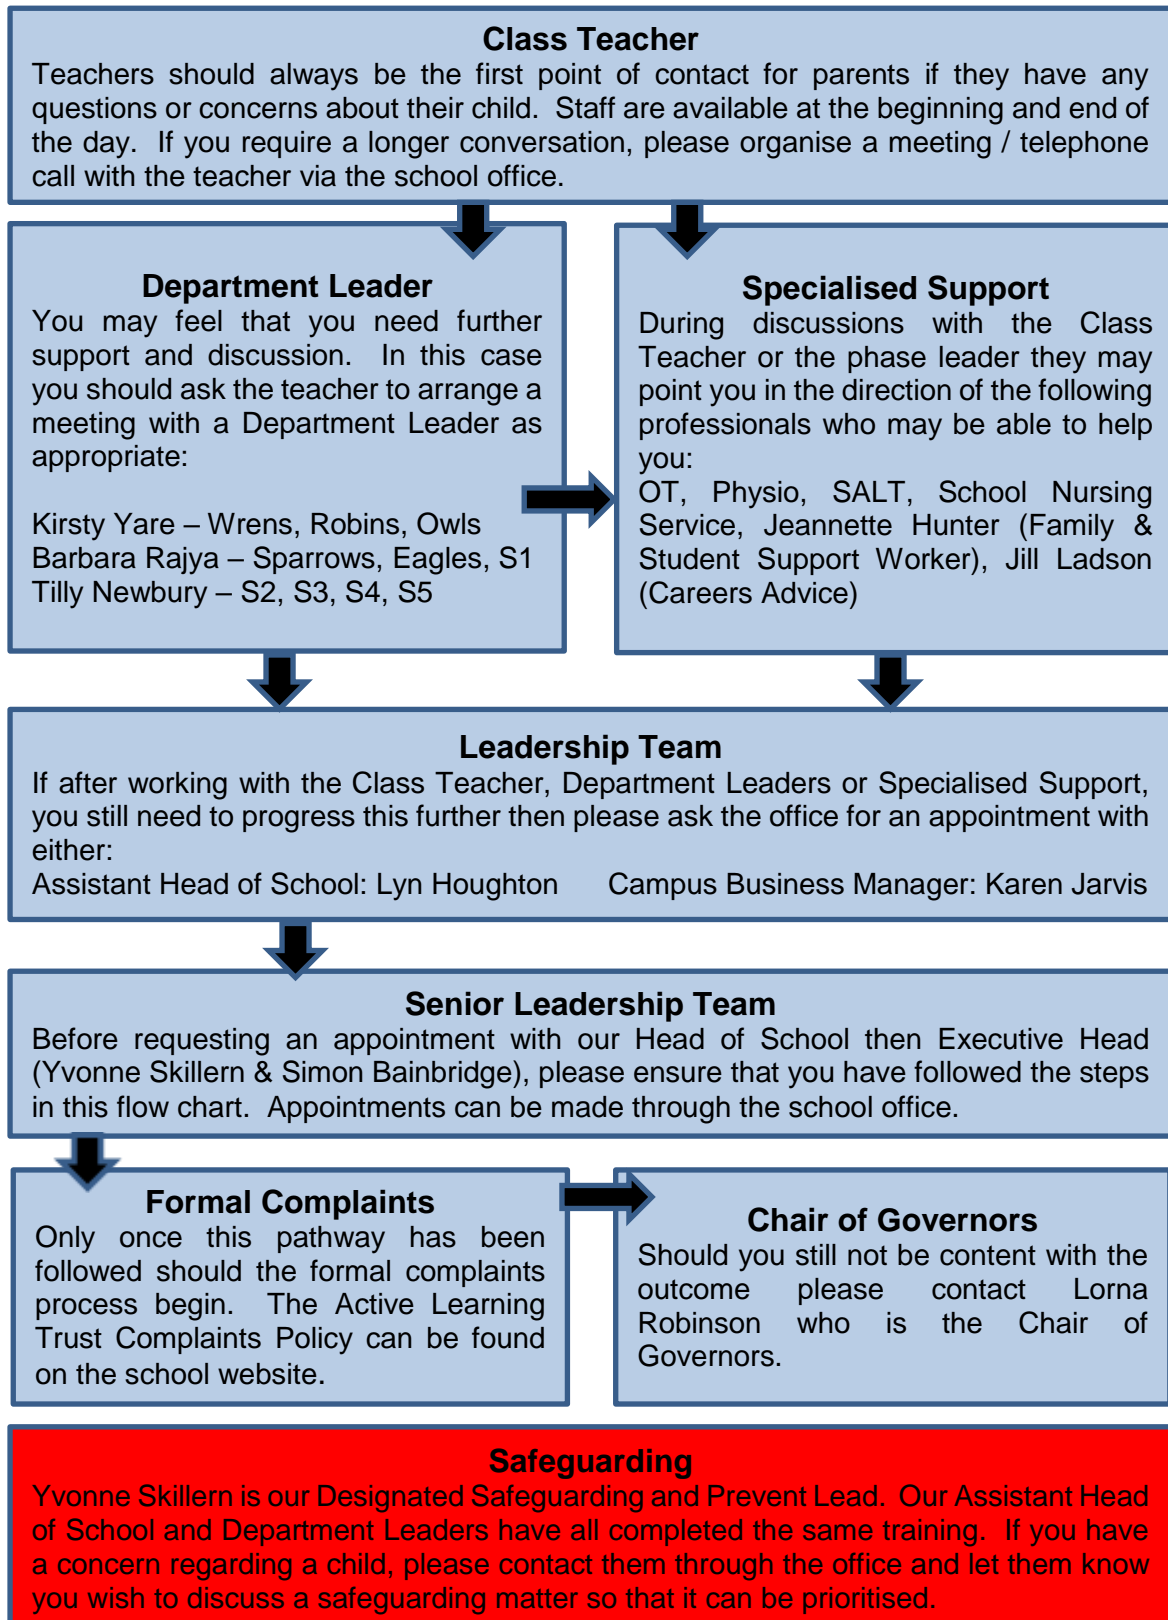 Class Teacher
Teachers should always be the first point of contact for parents if they have any
questions or concerns about their child. Staff are available at the beginning and end of
the day. If you require a longer conversation, please organise a meeting / telephone
call with the teacher via the school office.
Department Leader
You may feel that you need further
support and discussion. In this case
you should ask the teacher to arrange a
meeting with a Department Leader as
appropriate:
Kirsty Yare – Wrens, Robins, Owls
Barbara Rajya – Sparrows, Eagles, S1
Tilly Newbury – S2, S3, S4, S5
Specialised Support
During discussions with the Class
Teacher or the phase leader they may
point you in the direction of the following
professionals who may be able to help
you:
OT, Physio, SALT, School Nursing
Service, Jeannette Hunter (Family &
Student Support Worker), Jill Ladson
(Careers Advice)
Leadership Team
If after working with the Class Teacher, Department Leaders or Specialised Support,
you still need to progress this further then please ask the office for an appointment with
either:
Assistant Head of School: Lyn Houghton Campus Business Manager: Karen Jarvis
Senior Leadership Team
Before requesting an appointment with our Head of School then Executive Head
(Yvonne Skillern & Simon Bainbridge), please ensure that you have followed the steps
in this flow chart. Appointments can be made through the school office.
Formal Complaints
Only once this pathway has been
followed should the formal complaints
process begin. The Active Learning
Trust Complaints Policy can be found
on the school website.
Chair of Governors
Should you still not be content with the
outcome please contact Lorna
Robinson who is the Chair of
Governors.
Safeguarding
Yvonne Skillern is our Designated Safeguarding and Prevent Lead. Our Assistant Head
of School and Department Leaders have all completed the same training. If you have
a concern regarding a child, please contact them through the office and let them know
you wish to discuss a safeguarding matter so that it can be prioritised.